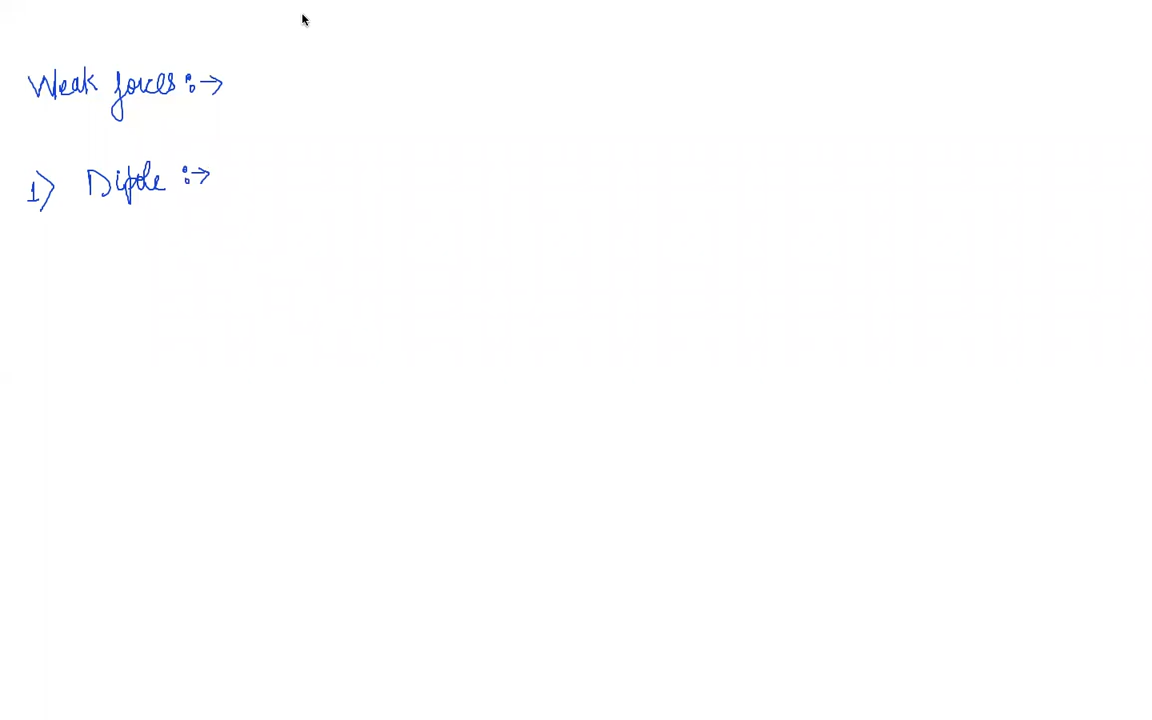 Weak forces :→
1) Dipole :→